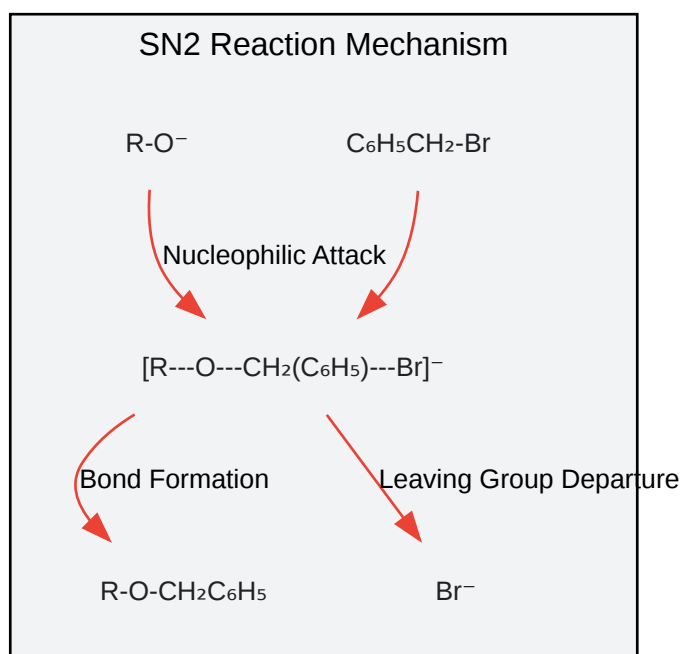 SN2 Reaction Mechanism
R-O⁻ C₆H₅CH₂-Br
Nucleophilic Attack
[R---O---CH₂(C₆H₅)---Br]⁻
Bond Formation Leaving Group Departure
R-O-CH₂C₆H₅ Br⁻